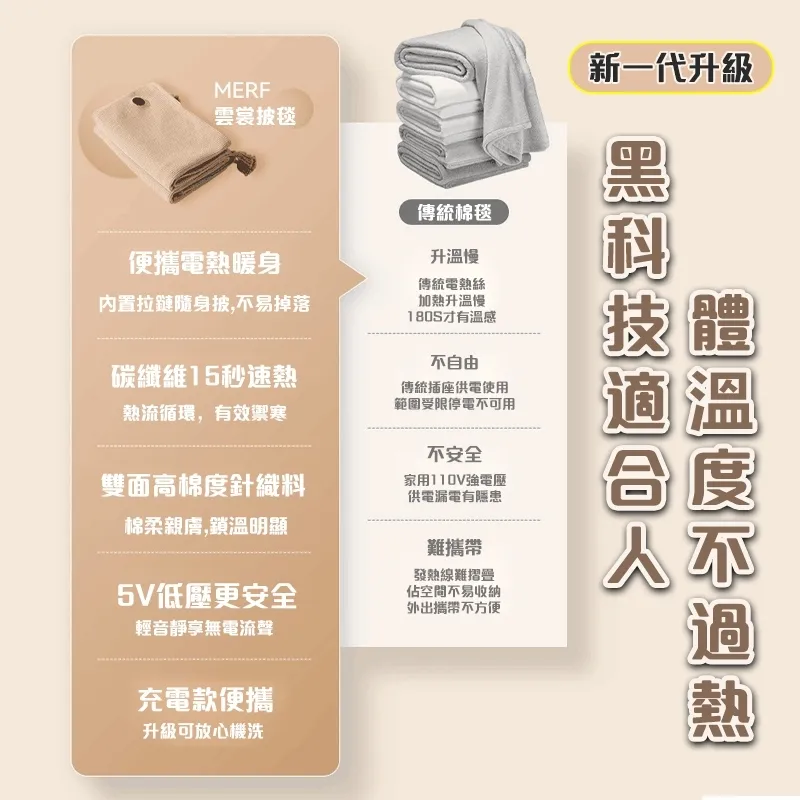 新一代升級
黑科技適合人
體溫度不過熱
MERF
雲裳披毯
便攜電熱暖身
內置拉鏈隨身披,不易掉落
碳纖維15秒速熱
熱流循環，有效禦寒
雙面高棉度針織料
棉柔親膚,鎖溫明顯
5V低壓更安全
輕音靜享無電流聲
充電款便攜
升級可放心機洗
傳統棉毯
升溫慢
傳統電熱絲
加熱升溫慢
180S才有溫感
不自由
傳統插座供電使用
範圍受限停電不可用
不安全
家用110V強電壓
供電漏電有隱患
難攜帶
發熱線難摺疊
佔空間不易收納
外出攜帶不方便